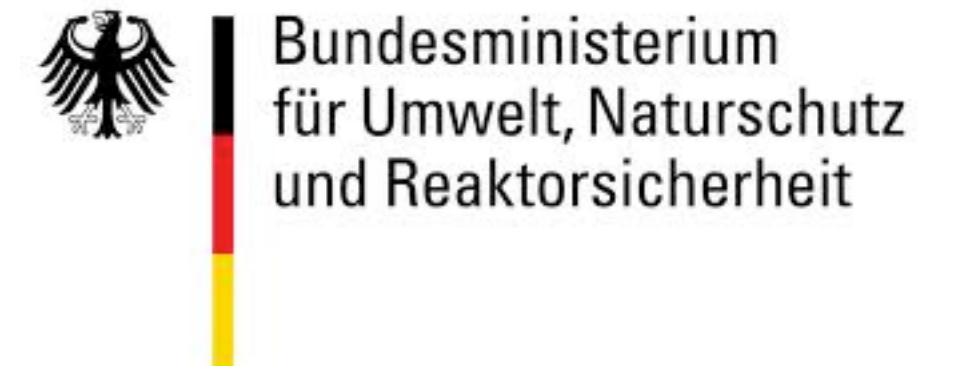 Bundesministerium
für Umwelt, Naturschutz
und Reaktorsicherheit